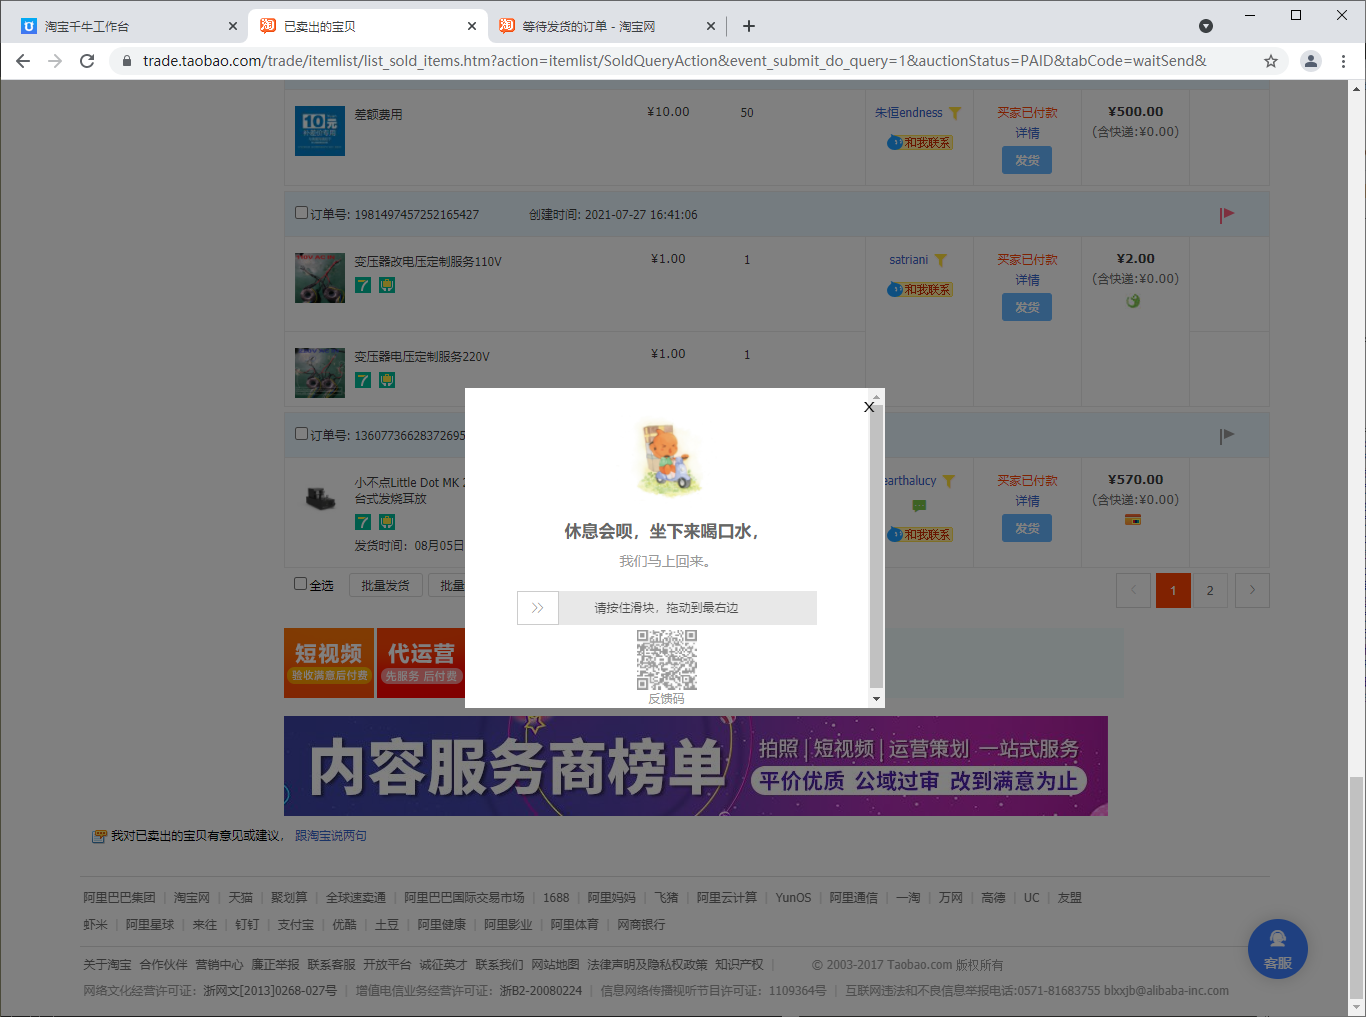 淘宝千牛工作台
已卖出的宝贝
等待发货的订单 - 淘宝网
trade.taobao.com/trade/itemlist/list_sold_items.htm?action=itemlist/SoldQueryAction&event_submit_do_query=1&auctionStatus=PAID&tabCode=waitSend&
10元
差额费用
¥10.00
50
朱恒endness
和我联系
买家已付款
详情
发货
¥500.00
(含快递:¥0.00)
订单号: 1981497457252165427
创建时间: 2021-07-27 16:41:06
变压器改电压定制服务110V
7
¥1.00
1
satriani
和我联系
买家已付款
详情
发货
¥2.00
(含快递:¥0.00)
变压器电压定制服务220V
7
¥1.00
1
订单号: 13607736628372695
小不点Little Dot MK
台式发烧耳放
7
发货时间：08月05日
earthalucy
和我联系
买家已付款
详情
发货
¥570.00
(含快递:¥0.00)
X
休息会呗，坐下来喝口水，
我们马上回来。
请按住滑块，拖动到最右边
反馈码
全选
批量发货
批量
1
2
短视频
验收满意后付费
代运营
先服务 后付费
内容服务商榜单
拍照 | 短视频 | 运营策划 一站式服务
平价优质 公域过审 改到满意为止
我对已卖出的宝贝有意见或建议， 跟淘宝说两句
阿里巴巴集团 | 淘宝网 | 天猫 | 聚划算 | 全球速卖通 | 阿里巴巴国际交易市场 | 1688 | 阿里妈妈 | 飞猪 | 阿里云计算 | YunOS | 阿里通信 | 一淘 | 万网 | 高德 | UC | 友盟
虾米 | 阿里星球 | 来往 | 钉钉 | 支付宝 | 优酷 | 土豆 | 阿里健康 | 阿里影业 | 阿里体育 | 网商银行
关于淘宝 合作伙伴 营销中心 廉正举报 联系客服 开放平台 诚征英才 联系我们 网站地图 法律声明及隐私权政策 知识产权 | © 2003-2017 Taobao.com 版权所有
网络文化经营许可证：浙网文[2013]0268-027号 | 增值电信业务经营许可证：浙B2-20080224 | 信息网络传播视听节目许可证：1109364号 | 互联网违法和不良信息举报电话:0571-81683755 blxxjb@alibaba-inc.com
客服